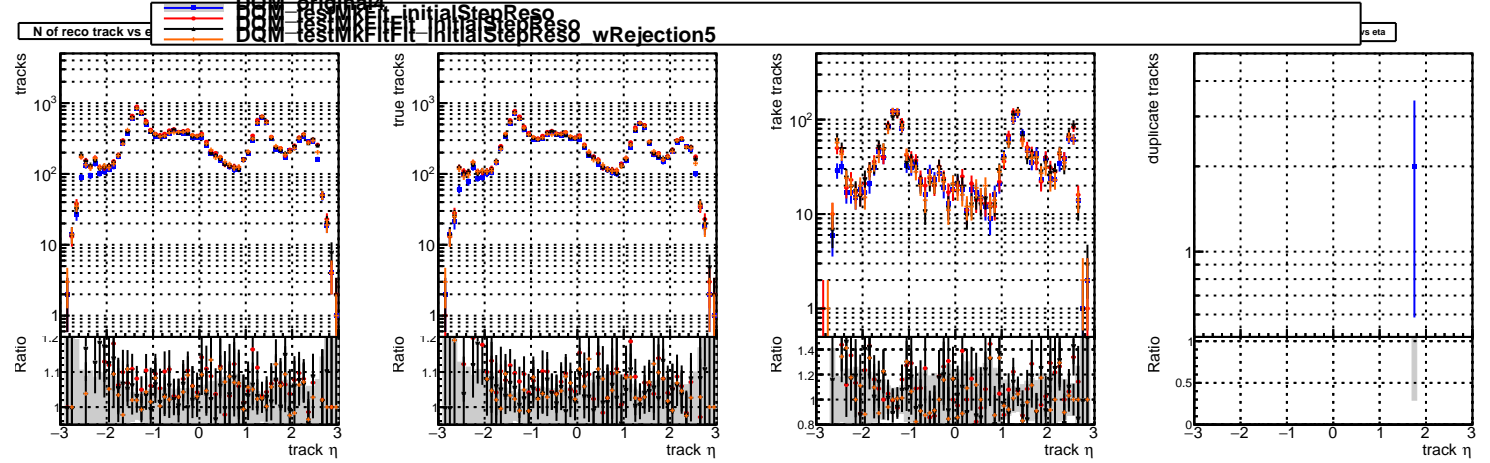 DQM_original4
DQM_testMkFit_initialStepReso
DQM_testMkFitFit_initialStepReso
DQM_testMkFitFit_initialStepReso_wRejection5
N of reco track vs e
vs eta
tracks
10³
10²
10
1
Ratio
1.2
1.1
1
−3 −2 −1 0 1 2 3
track η
true tracks
10³
10²
10
1
Ratio
1.2
1.1
1
−3 −2 −1 0 1 2 3
track η
fake tracks
10²
10
1
Ratio
1.4
1.2
1
0.8
−3 −2 −1 0 1 2 3
track η
duplicate tracks
1
Ratio
1
0.5
0
−3 −2 −1 0 1 2 3
track η